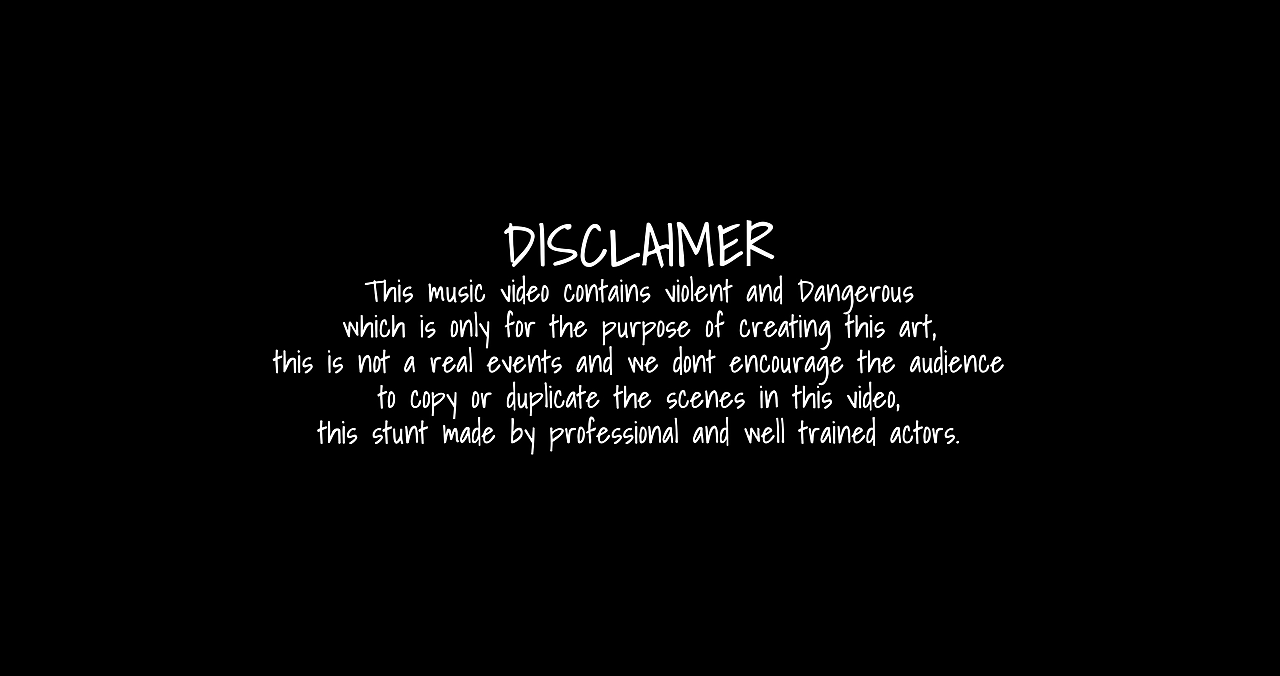 DISCLAIMER
This music video contains violent and Dangerous
which is only for the purpose of creating this art,
this is not a real events and we dont encourage the audience
to copy or duplicate the scenes in this video,
this stunt made by professional and well trained actors.